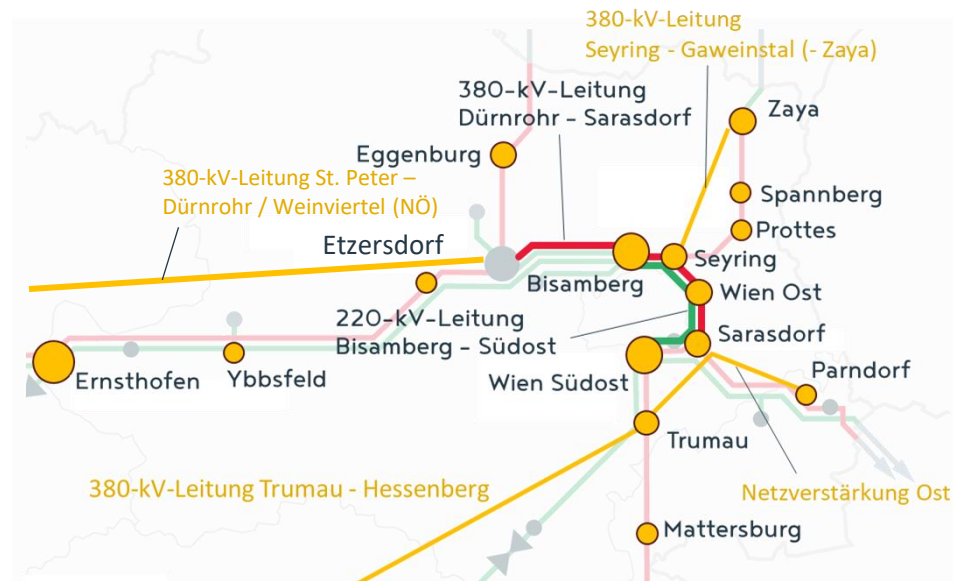 380-kV-Leitung
Seyring - Gaweinstal (- Zaya)
380-kV-Leitung
Dürnrohr - Sarasdorf
Zaya
Eggenburg
380-kV-Leitung St. Peter –
Dürnrohr / Weinviertel (NÖ)
Spannberg
Prottes
Etzersdorf
Seyring
Bisamberg
Wien Ost
220-kV-Leitung
Bisamberg - Südost
Sarasdorf
Ernsthofen
Ybbsfeld
Wien Südost
Parndorf
Trumau
380-kV-Leitung Trumau - Hessenberg
Netzverstärkung Ost
Mattersburg